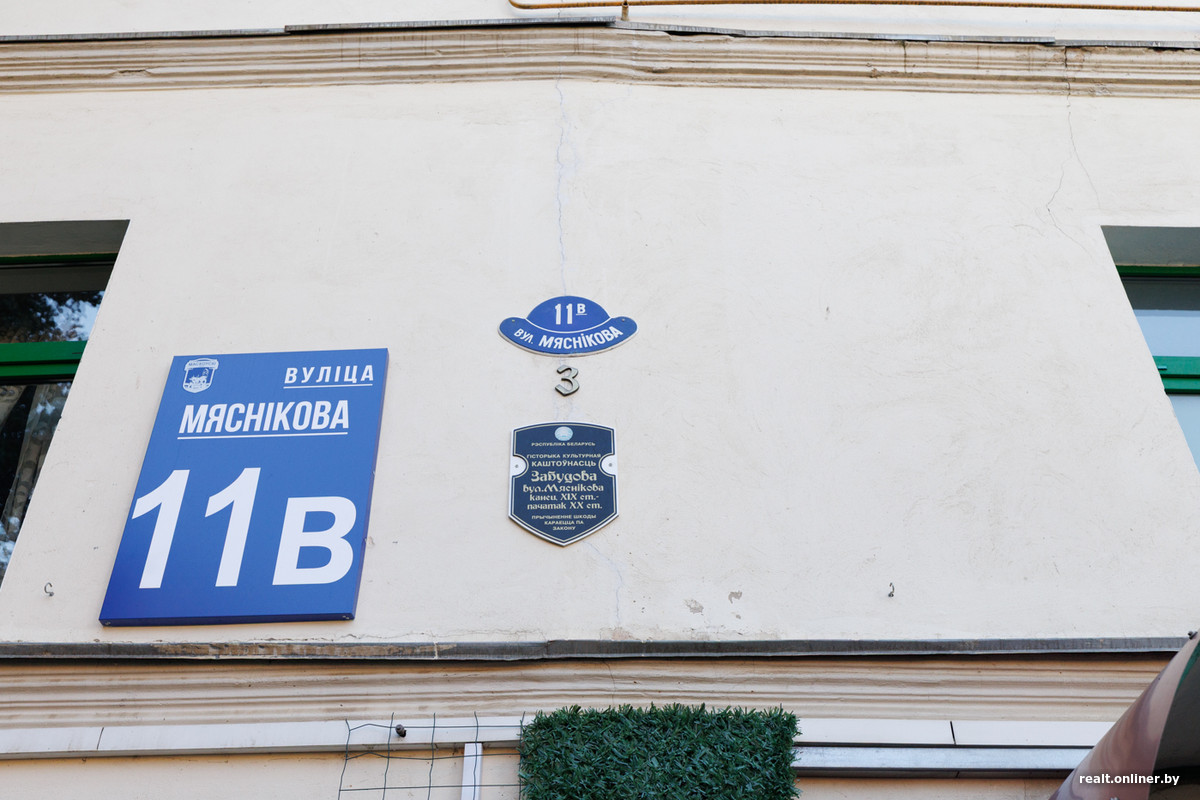 ВУЛІЦА
МЯСНІКОВА
11В
11В
ВУЛ. МЯСНІКОВА
3
РЭСПУБЛІКА БЕЛАРУСЬ
ГІСТОРЫКА КУЛЬТУРНАЯ
КАШТОЎНАСЦЬ
Забудова
вул.Мяснікова
канец XIX ст.-
пачатак XX ст.
ПРЫЧЫНЕННЕ ШКОДЫ
КАРАЕЦЦА ПА
ЗАКОНУ
realt.onliner.by